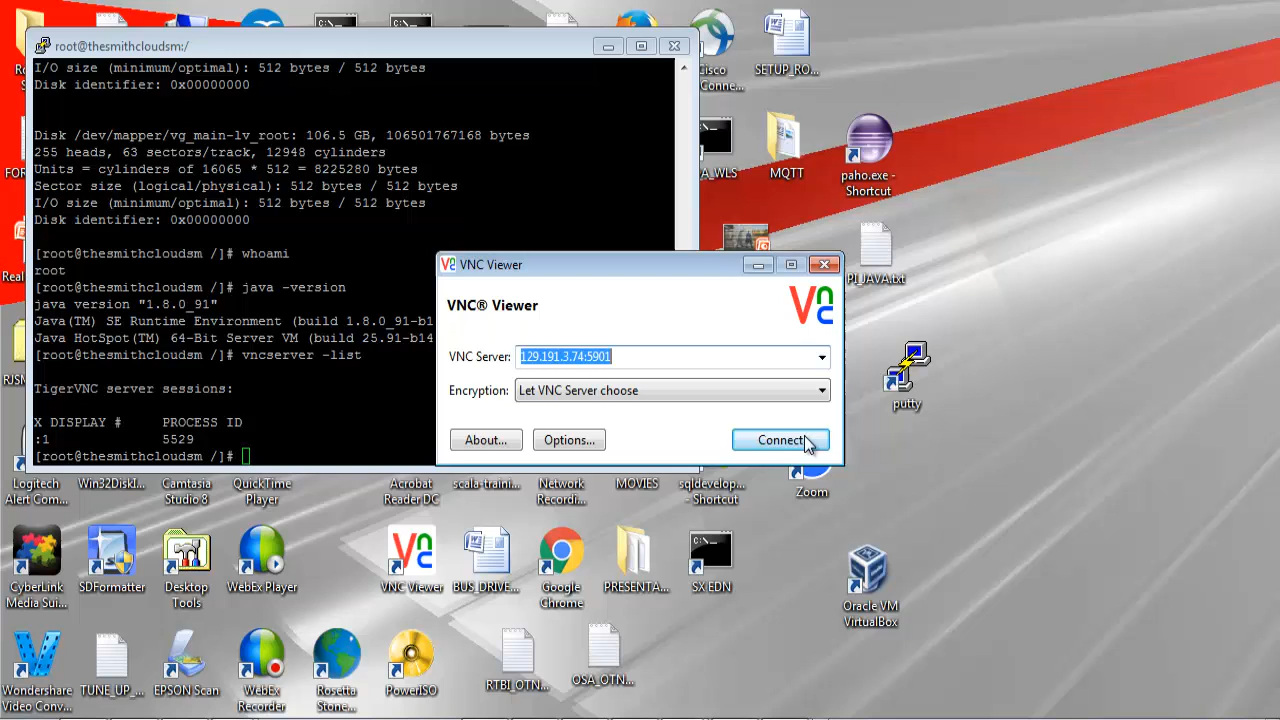 root@thesmithcloudsm:/
I/O size (minimum/optimal): 512 bytes / 512 bytes
Disk identifier: 0x00000000
Disk /dev/mapper/vg_main-lv_root: 106.5 GB, 106501767168 bytes
255 heads, 63 sectors/track, 12948 cylinders
Units = cylinders of 16065 * 512 = 8225280 bytes
Sector size (logical/physical): 512 bytes / 512 bytes
I/O size (minimum/optimal): 512 bytes / 512 bytes
Disk identifier: 0x00000000
[root@thesmithcloudsm /]# whoami
root
[root@thesmithcloudsm /]# java -version
java version "1.8.0_91"
Java(TM) SE Runtime Environment (build 1.8.0_91-b1
Java HotSpot(TM) 64-Bit Server VM (build 25.91-b14
[root@thesmithcloudsm /]# vncserver -list
TigerVNC server sessions:
X DISPLAY # PROCESS ID
:1 5529
[root@thesmithcloudsm /]#
VNC Viewer
VNC® Viewer
VNC Server: 129.191.3.74:5901
Encryption: Let VNC Server choose
About... Options... Connect
Cisco
Conne...
SETUP_RO...
A_WLS
MQTT
paho.exe -
Shortcut
PI_JAVA.txt
putty
Zoom
Logitech
Alert Com...
Win32DiskI...
Camtasia
Studio 8
QuickTime
Player
Acrobat
Reader DC
scala-traini...
Network
Recordi...
MOVIES
sqldevelop...
- Shortcut
CyberLink
Media Sui...
SDFormatter
Desktop
Tools
WebEx Player
VNC Viewer
BUS_DRIVE...
Google
Chrome
PRESENTA...
SX EDN
Oracle VM
VirtualBox
Wondershare
Video Conv...
TUNE_UP_...
EPSON Scan
WebEx
Recorder
Rosetta
Stone...
PowerISO
RTBI_OTN...
OSA_OTN...